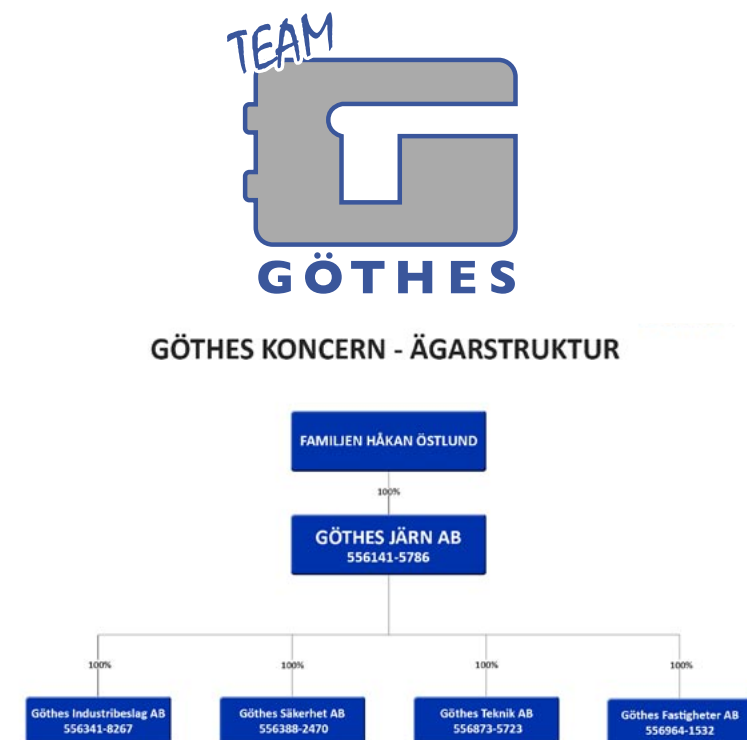 TEAM
GÖTHES
GÖTHES KONCERN - ÄGARSTRUKTUR
FAMILJEN HÅKAN ÖSTLUND
100%
GÖTHES JÄRN AB
556141-5786
100%
100%
100%
100%
Göthes Industribeslag AB
556341-8267
Göthes Säkerhet AB
556388-2470
Göthes Teknik AB
556873-5723
Göthes Fastigheter AB
556964-1532